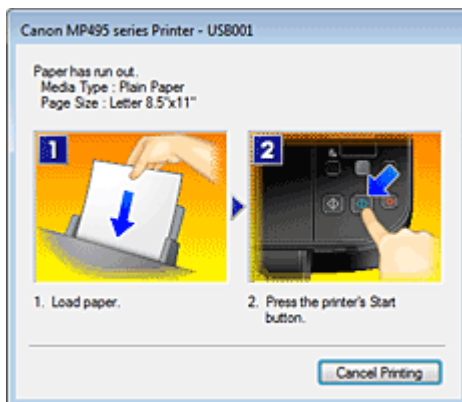 Canon MP495 series Printer - USB001
Paper has run out.
Media Type : Plain Paper
Page Size : Letter 8.5"x11"
1
2
1. Load paper.
2. Press the printer's Start
button.
Cancel Printing